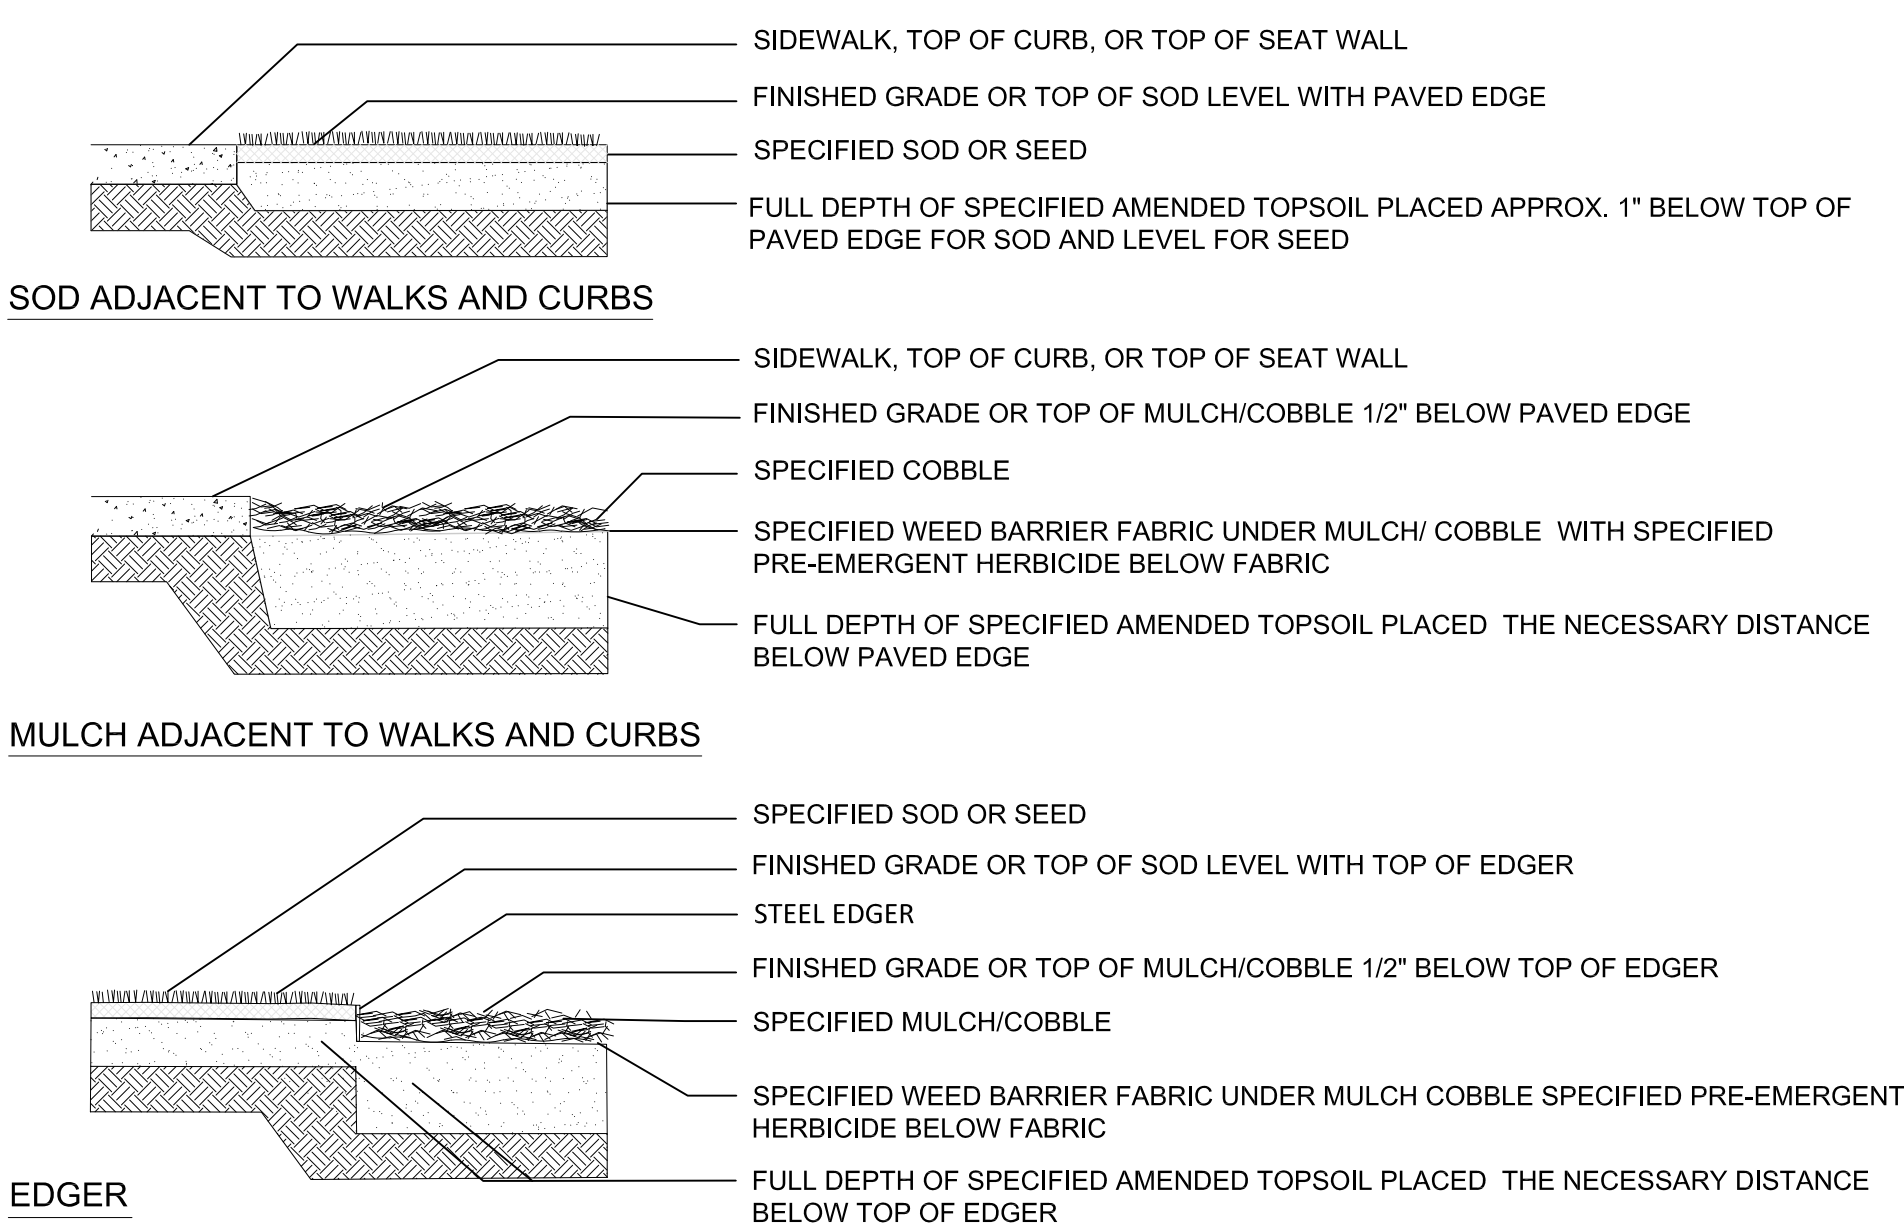 SIDEWALK, TOP OF CURB, OR TOP OF SEAT WALL
FINISHED GRADE OR TOP OF SOD LEVEL WITH PAVED EDGE
SPECIFIED SOD OR SEED
FULL DEPTH OF SPECIFIED AMENDED TOPSOIL PLACED APPROX. 1" BELOW TOP OF
PAVED EDGE FOR SOD AND LEVEL FOR SEED
SOD ADJACENT TO WALKS AND CURBS
SIDEWALK, TOP OF CURB, OR TOP OF SEAT WALL
FINISHED GRADE OR TOP OF MULCH/COBBLE 1/2" BELOW PAVED EDGE
SPECIFIED COBBLE
SPECIFIED WEED BARRIER FABRIC UNDER MULCH/ COBBLE WITH SPECIFIED
PRE-EMERGENT HERBICIDE BELOW FABRIC
FULL DEPTH OF SPECIFIED AMENDED TOPSOIL PLACED THE NECESSARY DISTANCE
BELOW PAVED EDGE
MULCH ADJACENT TO WALKS AND CURBS
SPECIFIED SOD OR SEED
FINISHED GRADE OR TOP OF SOD LEVEL WITH TOP OF EDGER
STEEL EDGER
FINISHED GRADE OR TOP OF MULCH/COBBLE 1/2" BELOW TOP OF EDGER
SPECIFIED MULCH/COBBLE
SPECIFIED WEED BARRIER FABRIC UNDER MULCH COBBLE SPECIFIED PRE-EMERGENT
HERBICIDE BELOW FABRIC
FULL DEPTH OF SPECIFIED AMENDED TOPSOIL PLACED THE NECESSARY DISTANCE
BELOW TOP OF EDGER
EDGER